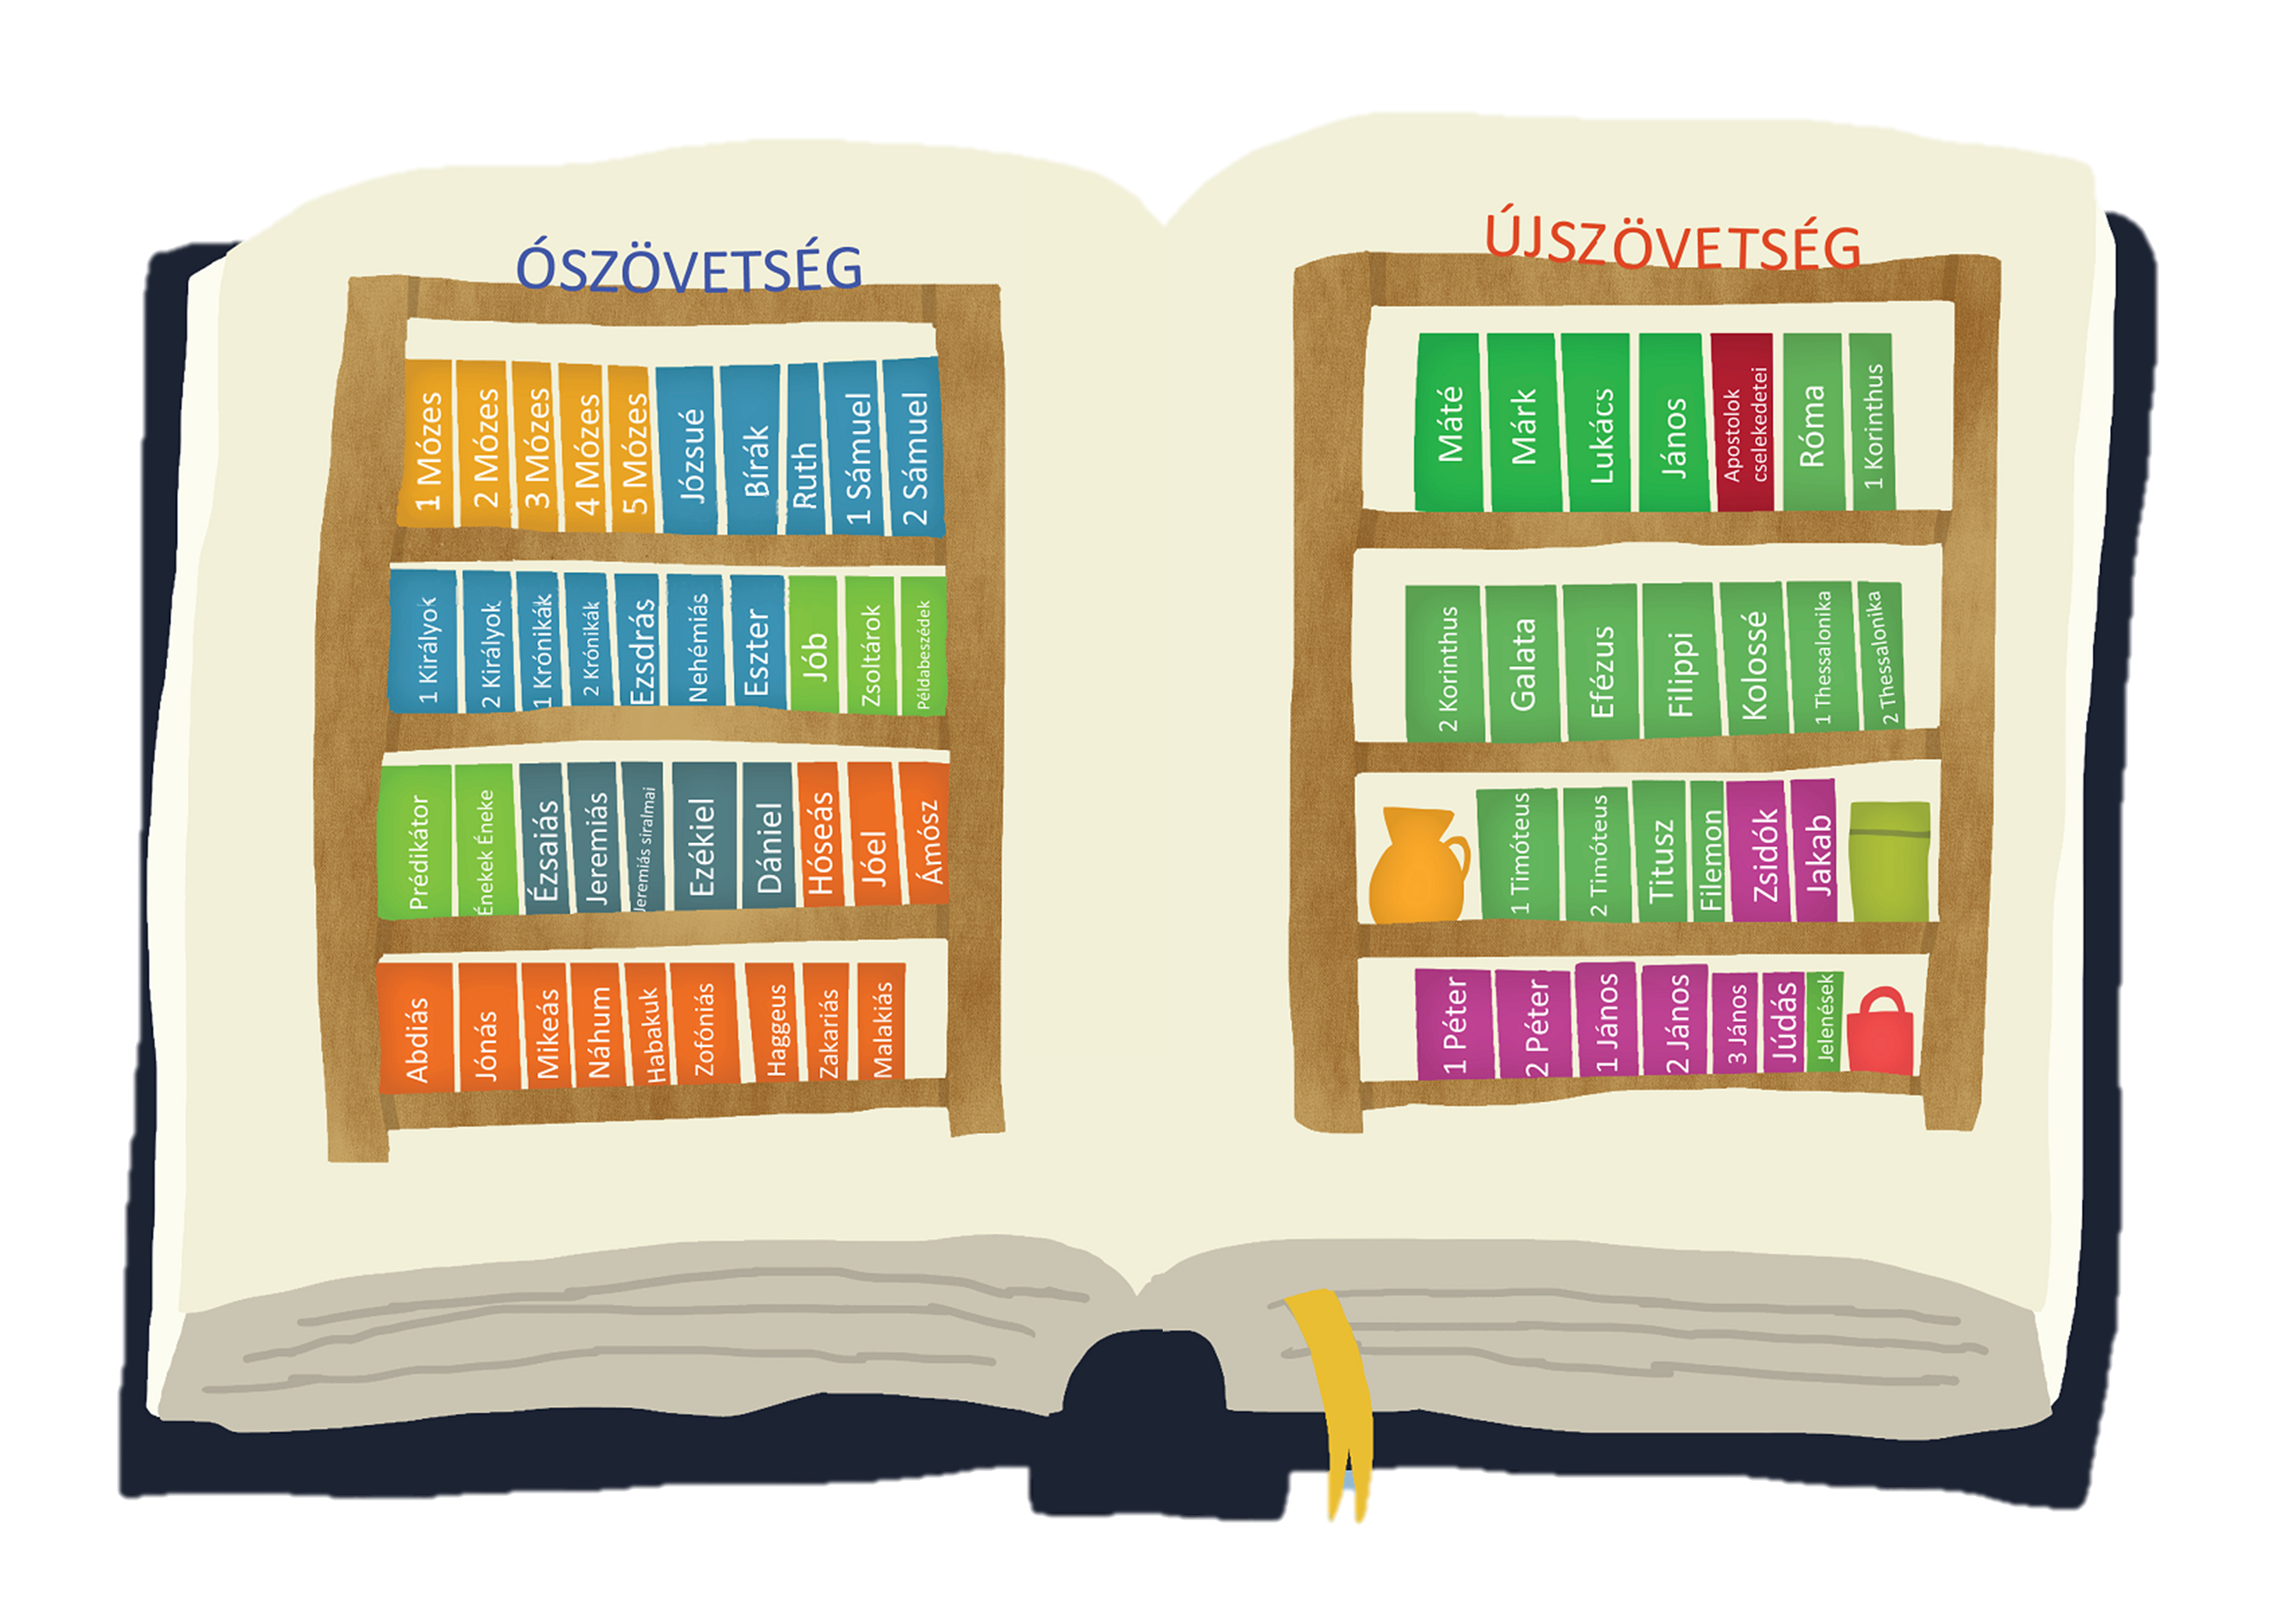 ÓSZÖVETSÉG
1 Mózes
2 Mózes
3 Mózes
4 Mózes
5 Mózes
Józsué
Bírák
Ruth
1 Sámuel
2 Sámuel
1 Királyok
2 Királyok
1 Krónikák
2 Krónikák
Ezsdrás
Nehémiás
Eszter
Jób
Zsoltárok
Példabeszédek
Prédikátor
Énekek Éneke
Ézsaiás
Jeremiás
Jeremiás siralmai
Ezékiel
Dániel
Hóseás
Jóel
Ámósz
Abdiás
Jónás
Mikeás
Náhum
Habakuk
Zofóniás
Haggeus
Zakariás
Malakiás
ÚJSZÖVETSÉG
Máté
Márk
Lukács
János
Apostolok
cselekedetei
Róma
1 Korinthus
2 Korinthus
Galata
Efézus
Filippi
Kolossé
1 Thessalonika
2 Thessalonika
1 Timóteus
2 Timóteus
Titusz
Filemon
Zsidók
Jakab
1 Péter
2 Péter
1 János
2 János
3 János
Júdás
Jelenések